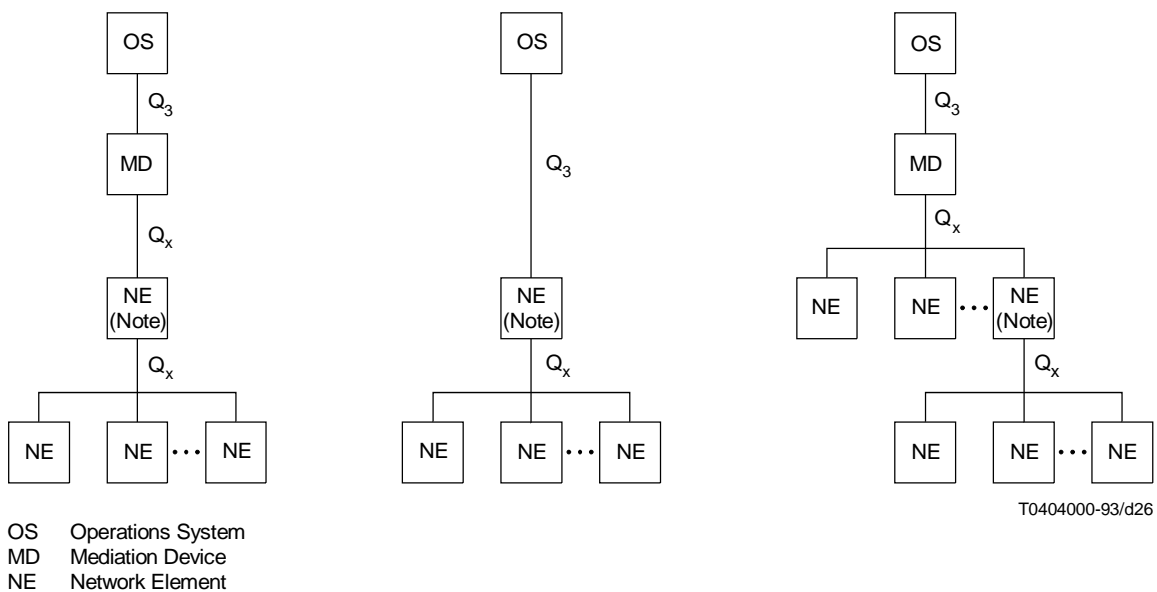 OS OS OS
Q3 Q3
MD Q3 MD
Qx Qx
NE
(Note) NE
(Note) NE NE ... NE
(Note)
Qx Qx Qx
NE NE ... NE NE NE ... NE NE NE ... NE
T0404000-93/d26
OS Operations System
MD Mediation Device
NE Network Element